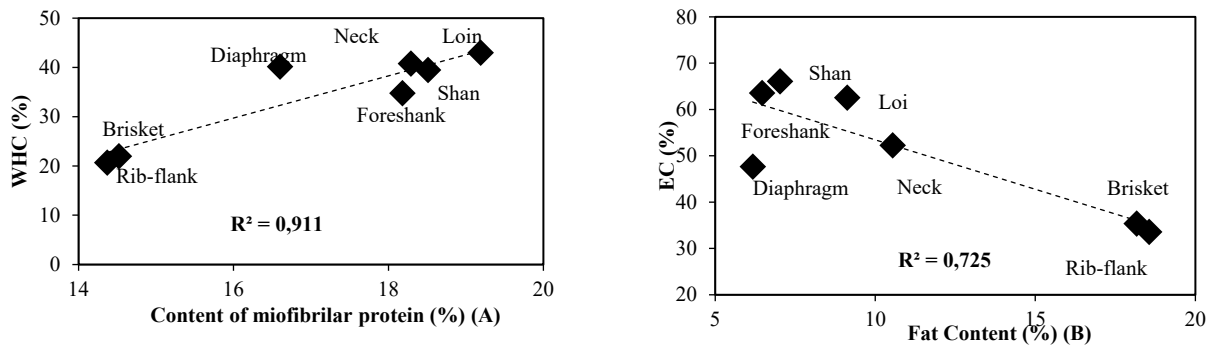 50
40
30
20
10
0
WHC (%)
Diaphragm
Neck
Loin
Shan
Foreshank
Brisket
Rib-flank
R² = 0,911
14 16 18 20
Content of miofibrilar protein (%) (A)
80
70
60
50
40
30
20
EC (%)
Shan
Loi
Foreshank
Diaphragm
Neck
Brisket
Rib-flank
R² = 0,725
5 10 15 20
Fat Content (%) (B)